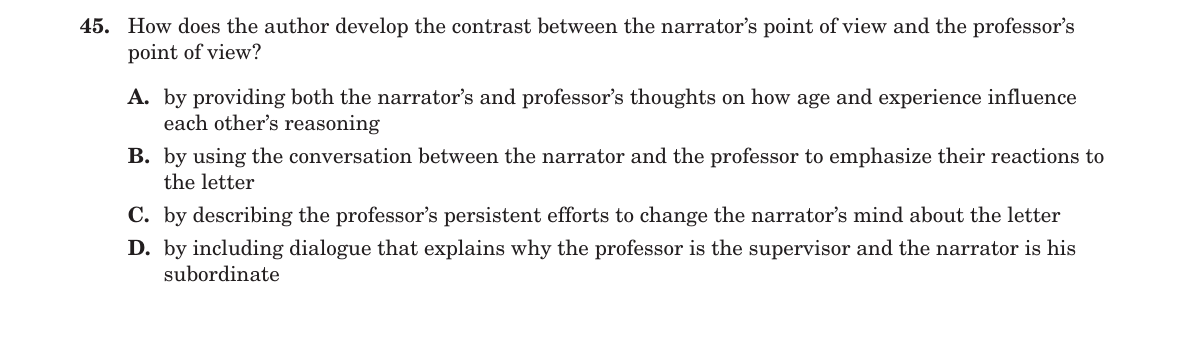 45. How does the author develop the contrast between the narrator’s point of view and the professor’s
point of view?
A. by providing both the narrator’s and professor’s thoughts on how age and experience influence
each other’s reasoning
B. by using the conversation between the narrator and the professor to emphasize their reactions to
the letter
C. by describing the professor’s persistent efforts to change the narrator’s mind about the letter
D. by including dialogue that explains why the professor is the supervisor and the narrator is his
subordinate